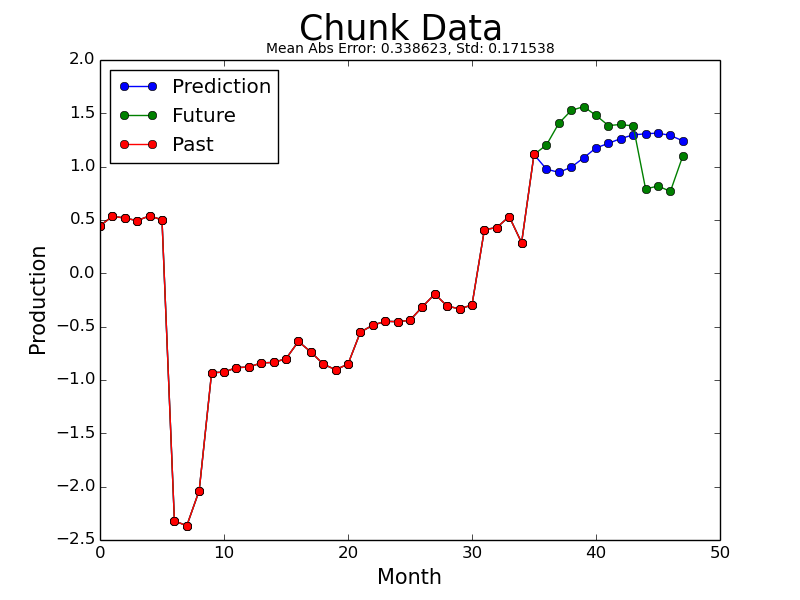 Chunk Data
Mean Abs Error: 0.338623, Std: 0.171538
2.0
1.5
1.0
0.5
0.0
−0.5
−1.0
−1.5
−2.0
−2.5
Production
Prediction
Future
Past
0 10 20 30 40 50
Month